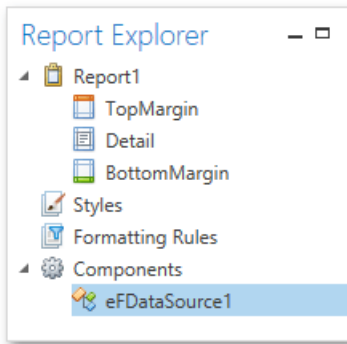 Report Explorer
Report1
TopMargin
Detail
BottomMargin
Styles
Formatting Rules
Components
eFDataSource1